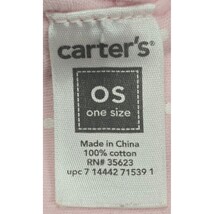 carter's®
OS
one size
Made in China
100% cotton
RN# 35623
upc 7 14442 71539 1